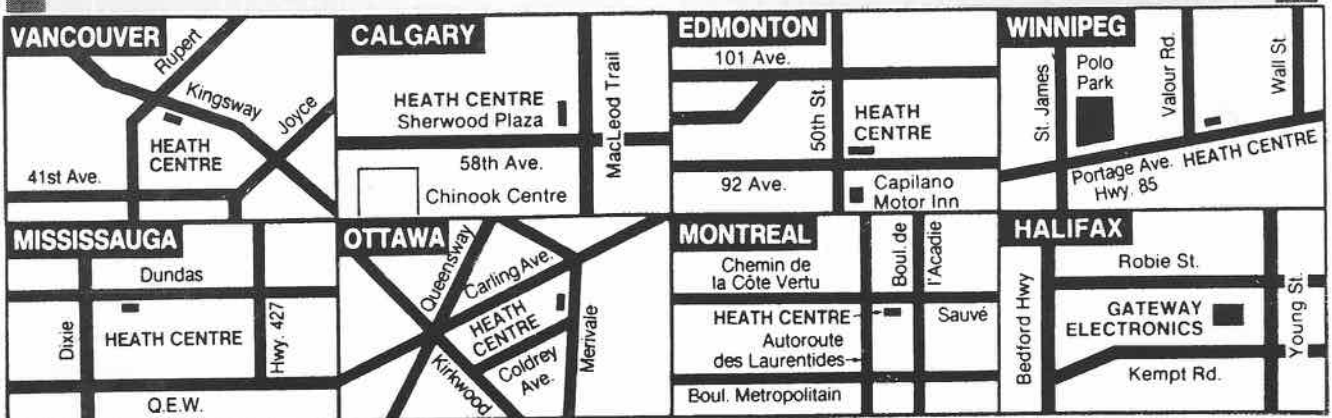 VANCOUVER
Rupert
Kingsway
Joyce
HEATH
CENTRE
41st Ave.
CALGARY
HEATH CENTRE
Sherwood Plaza
MacLeod Trail
58th Ave.
Chinook Centre
EDMONTON
101 Ave.
50th St.
HEATH
CENTRE
92 Ave.
Capilano
Motor Inn
WINNIPEG
St. James
Polo
Park
Valour Rd.
Wall St.
Portage Ave.
Hwy. 85
HEATH CENTRE
MISSISSAUGA
Dundas
Dixie
HEATH CENTRE
Hwy. 427
Q.E.W.
OTTAWA
Queensway
Carling Ave.
HEATH
CENTRE
Merivale
Coldrey
Ave.
Kirkwood
MONTREAL
Chemin de
la Côte Vertu
Boul. de
l'Acadie
HEATH CENTRE
Sauvé
Autoroute
des Laurentides
Boul. Metropolitain
HALIFAX
Robie St.
Bedford Hwy
GATEWAY
ELECTRONICS
Young St.
Kempt Rd.